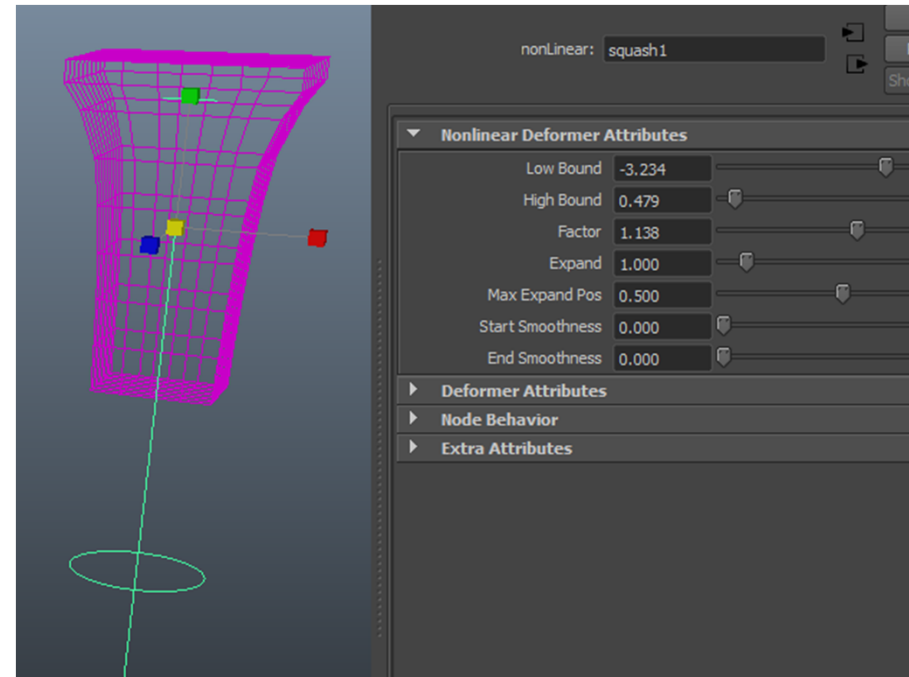 nonLinear: squash1
Nonlinear Deformer Attributes
Low Bound -3.234
High Bound 0.479
Factor 1.138
Expand 1.000
Max Expand Pos 0.500
Start Smoothness 0.000
End Smoothness 0.000
Deformer Attributes
Node Behavior
Extra Attributes